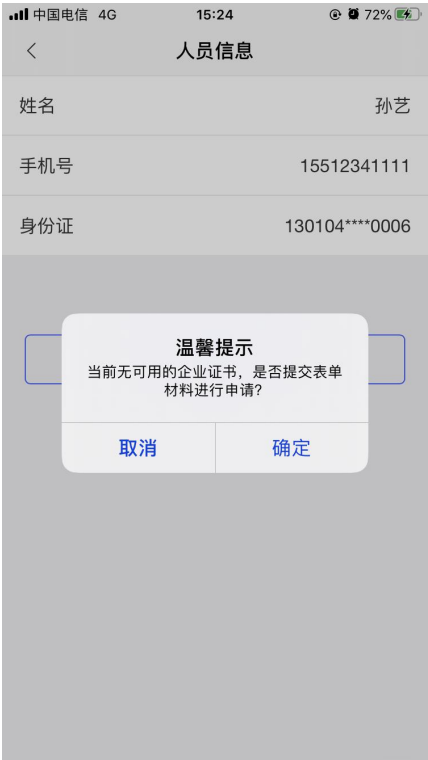 中国电信 4G 15:24 72%
人员信息
姓名 孙艺
手机号 15512341111
身份证 130104****0006
温馨提示
当前无可用的企业证书，是否提交表单
材料进行申请?
取消 确定